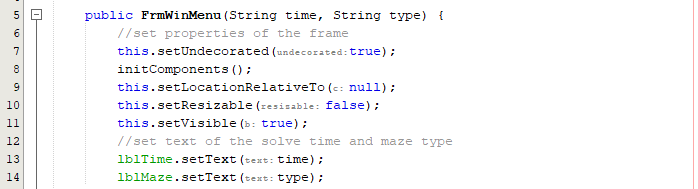 5 public FrmWinMenu(String time, String type) {
6 //set properties of the frame
7 this.setUndecorated(undecorated: true);
8 initComponents();
9 this.setLocationRelativeTo(c: null);
10 this.setResizable(resizable: false);
11 this.setVisible(b: true);
12 //set text of the solve time and maze type
13 lblTime.setText(text: time);
14 lblMaze.setText(text: type);